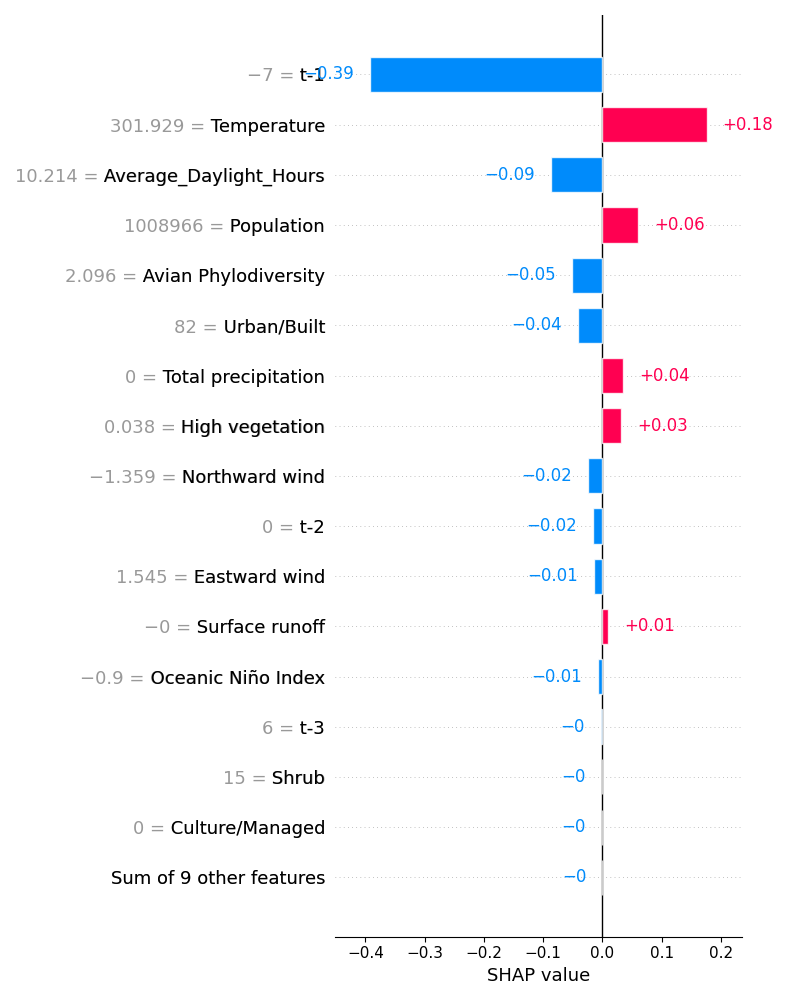 −7 = t-1 −0.39
301.929 = Temperature +0.18
10.214 = Average_Daylight_Hours −0.09
1008966 = Population +0.06
2.096 = Avian Phylodiversity −0.05
82 = Urban/Built −0.04
0 = Total precipitation +0.04
0.038 = High vegetation +0.03
−1.359 = Northward wind −0.02
0 = t-2 −0.02
1.545 = Eastward wind −0.01
−0 = Surface runoff +0.01
−0.9 = Oceanic Niño Index −0.01
6 = t-3 −0
15 = Shrub −0
0 = Culture/Managed −0
Sum of 9 other features −0
−0.4 −0.3 −0.2 −0.1 0.0 0.1 0.2
SHAP value